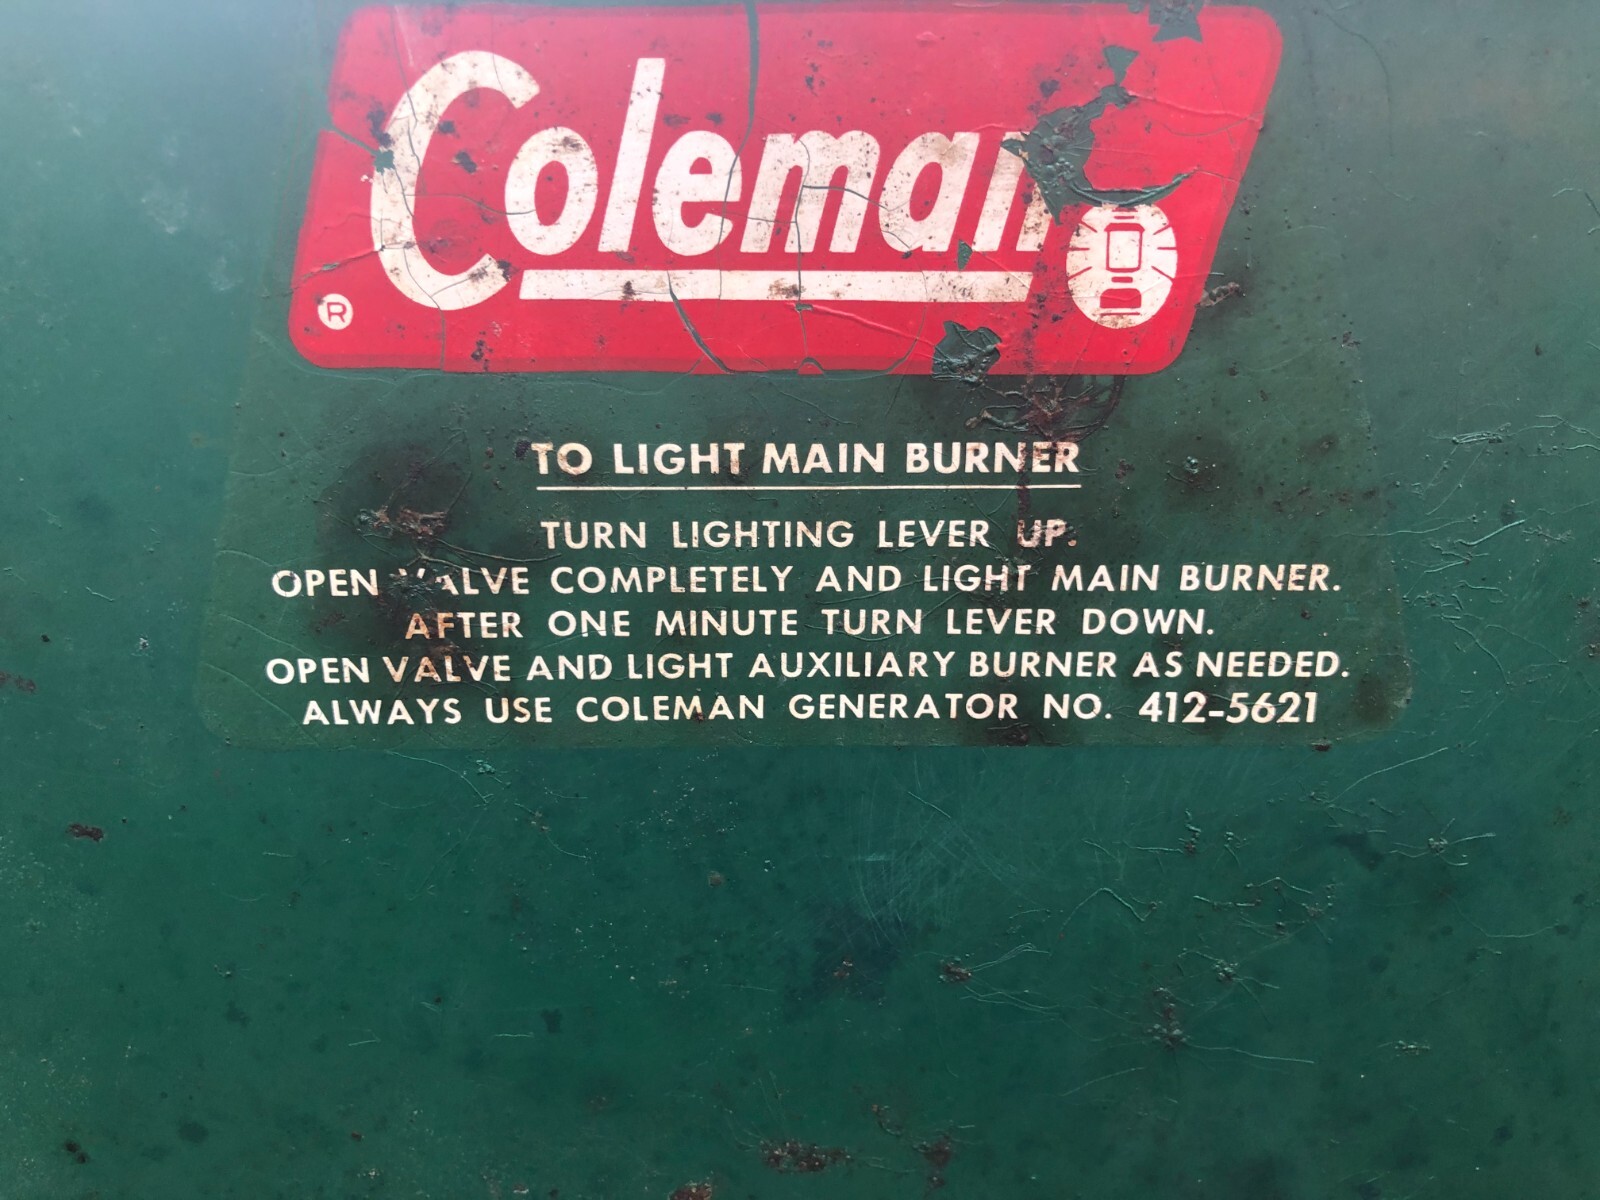 Coleman
®
TO LIGHT MAIN BURNER
TURN LIGHTING LEVER UP.
OPEN VALVE COMPLETELY AND LIGHT MAIN BURNER.
AFTER ONE MINUTE TURN LEVER DOWN.
OPEN VALVE AND LIGHT AUXILIARY BURNER AS NEEDED.
ALWAYS USE COLEMAN GENERATOR NO. 412-5621